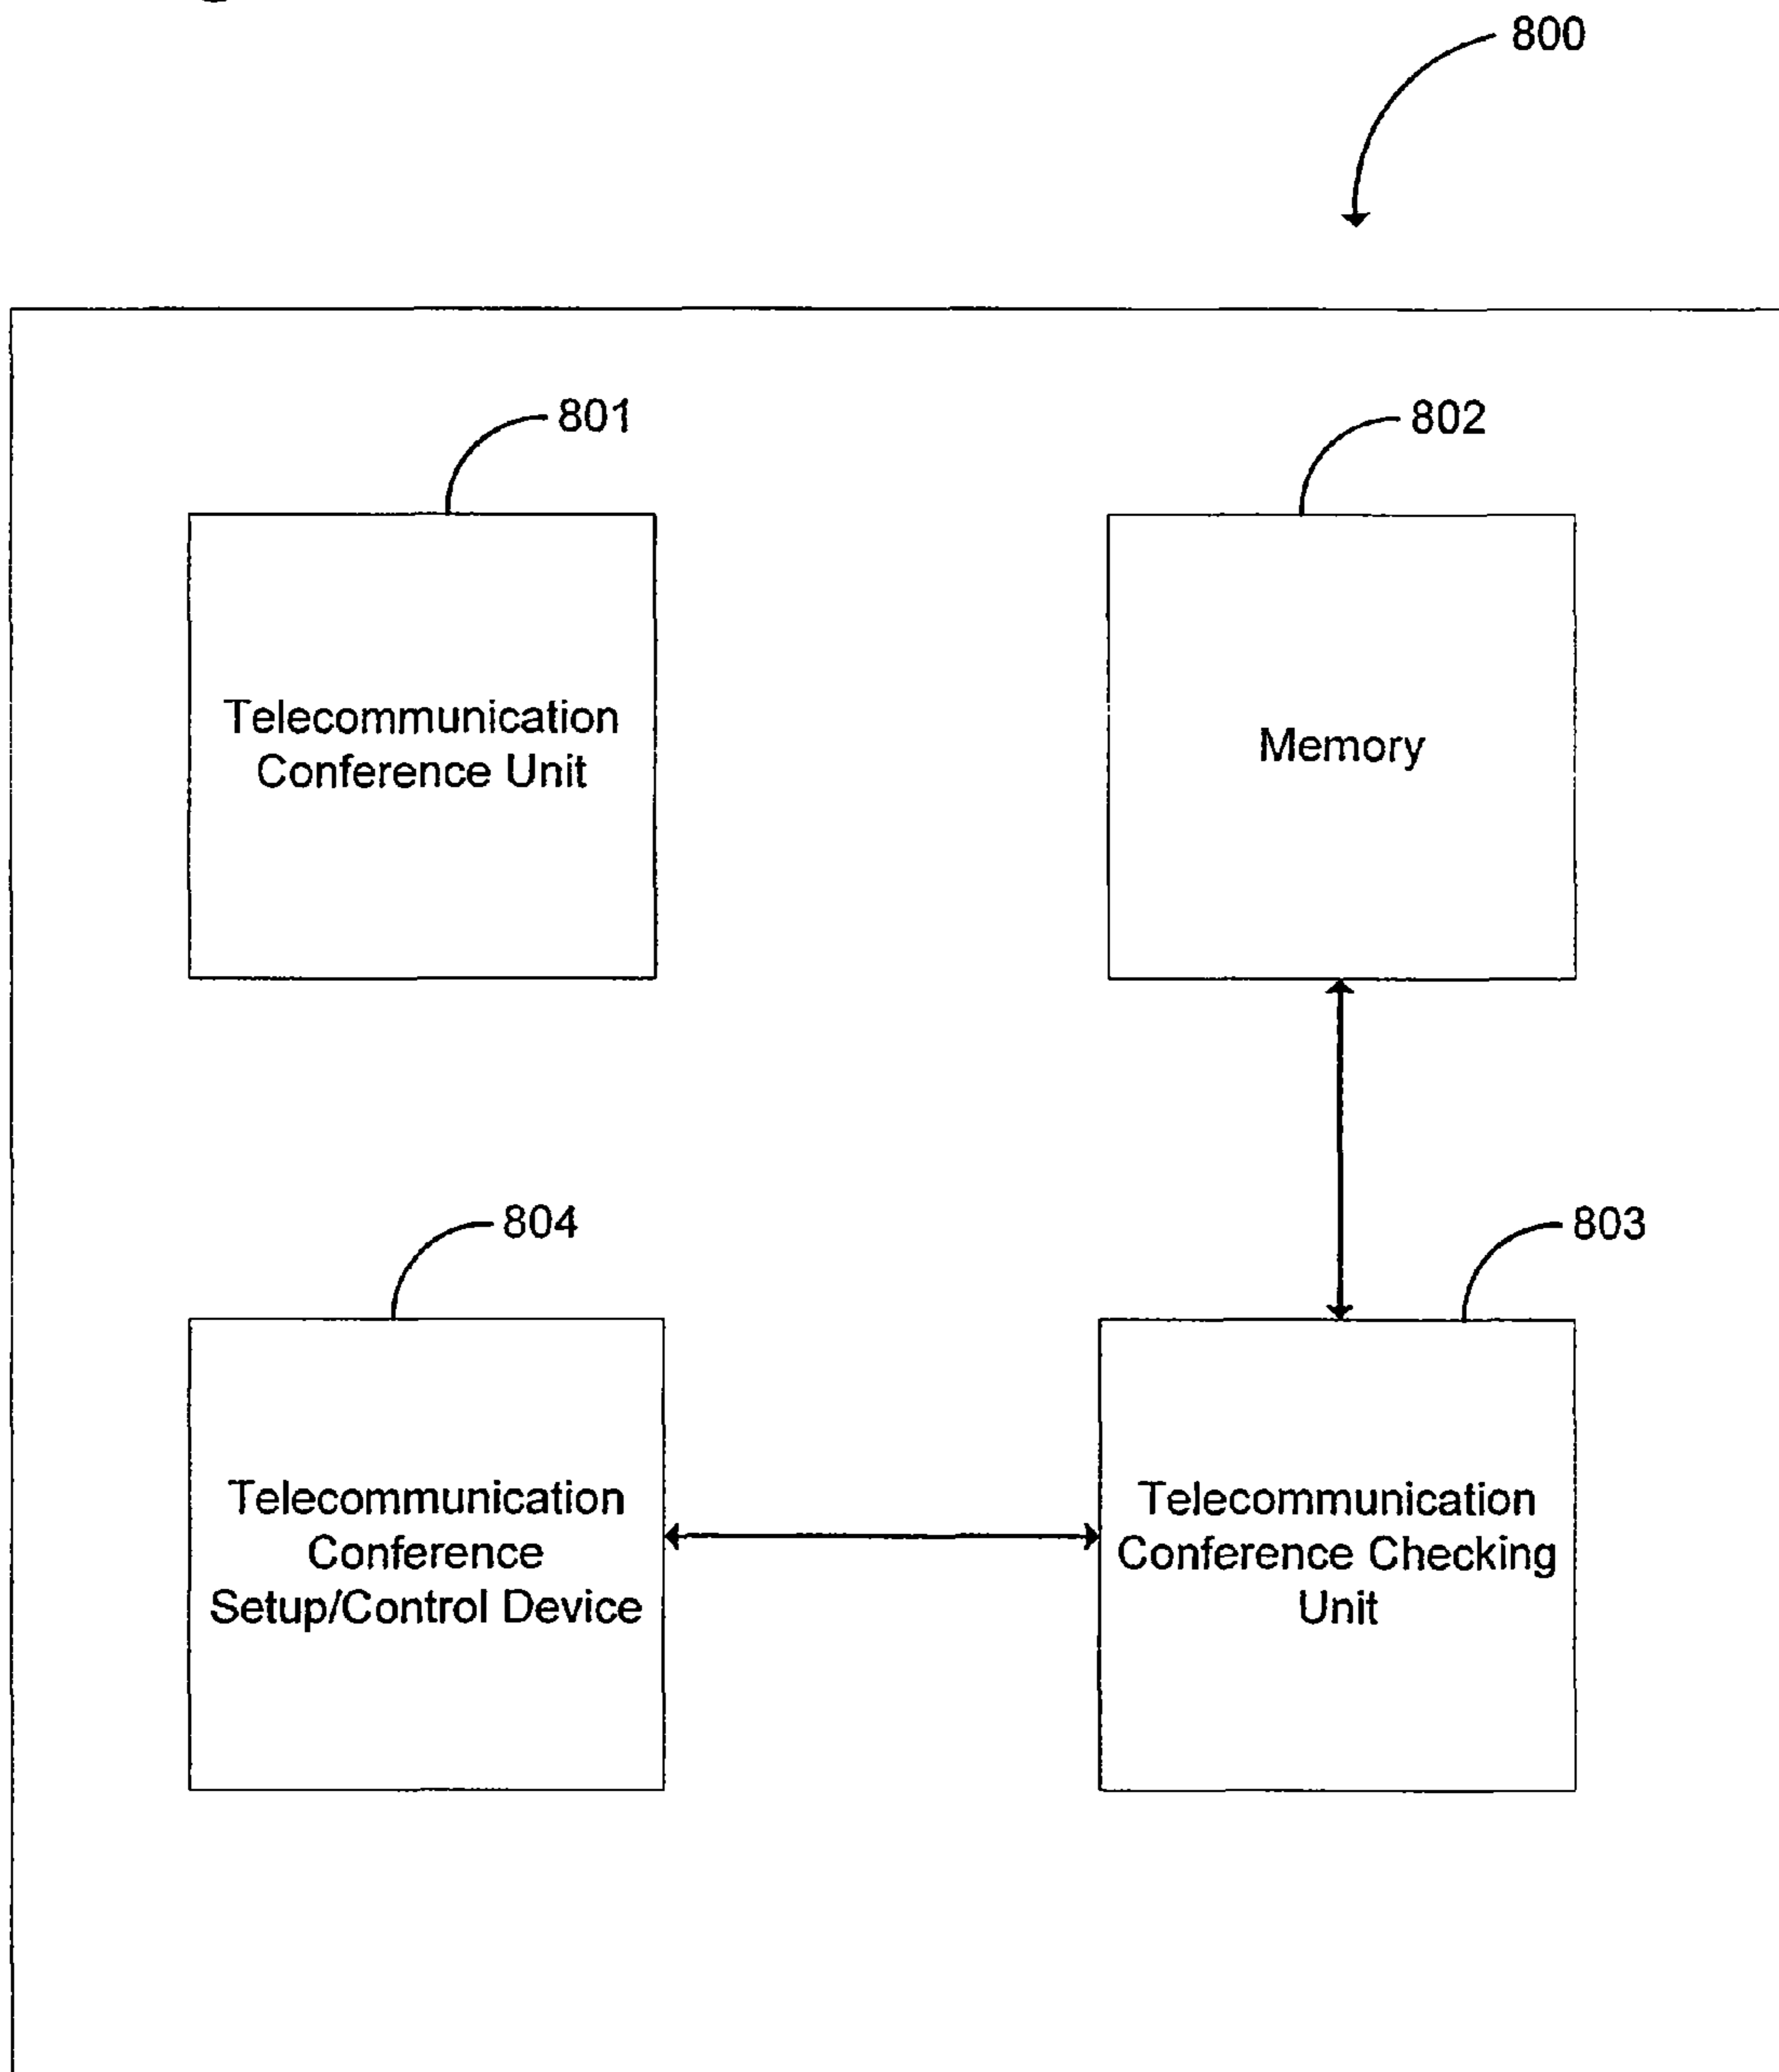 800
801
802
Telecommunication
Conference Unit
Memory
804
803
Telecommunication
Conference
Setup/Control Device
Telecommunication
Conference Checking
Unit